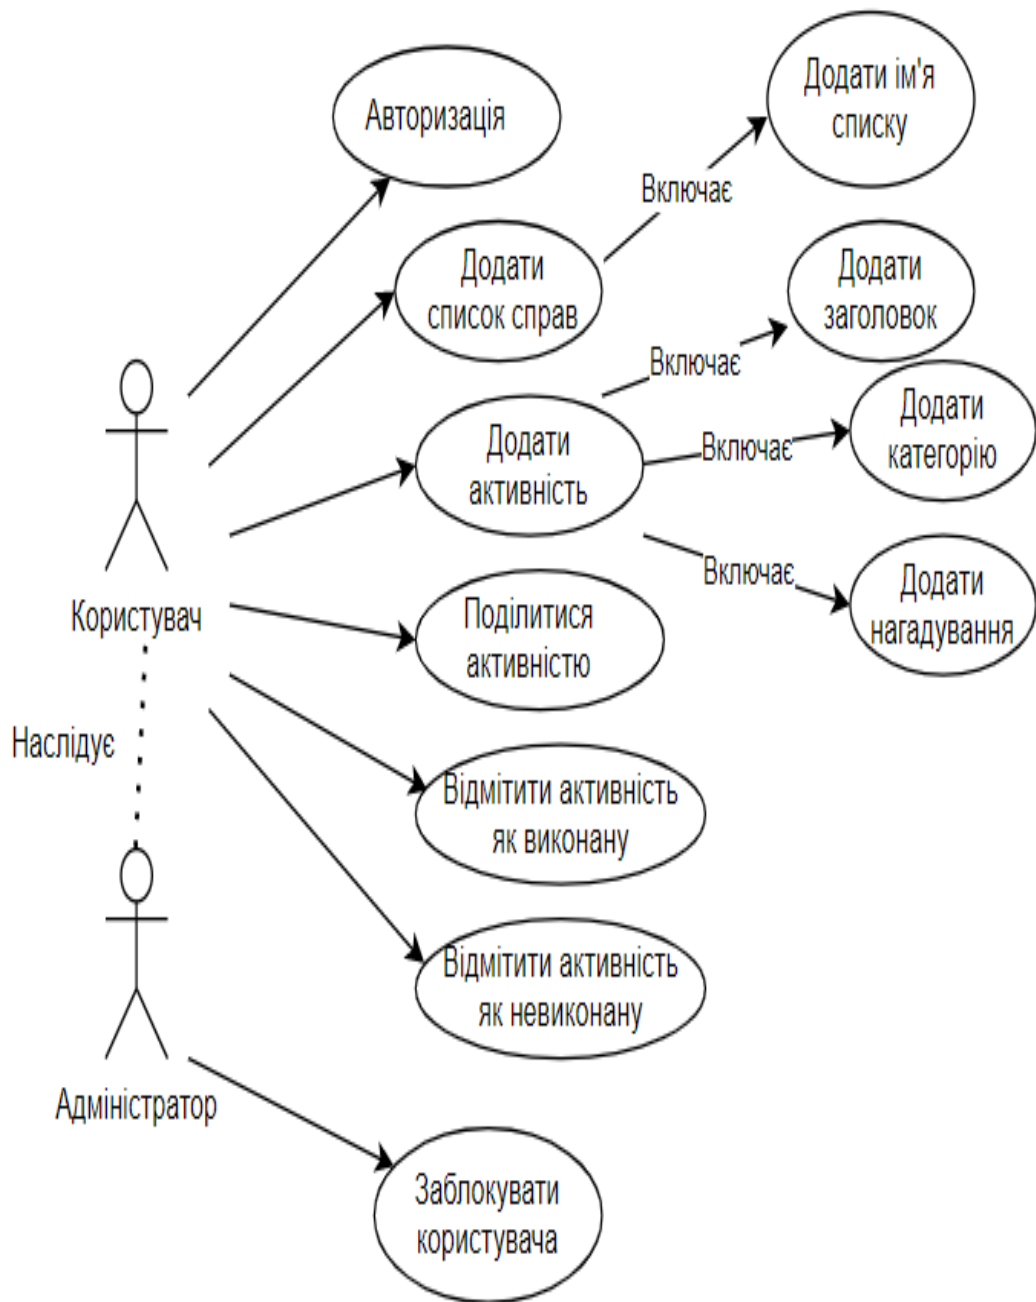 Авторизація
Додати ім'я
списку
Включає
Додати
список справ
Додати
заголовок
Включає
Додати
категорію
Додати
активність
Включає
Включає
Додати
нагадування
Користувач
Поділитися
активністю
Наслідує
Відмітити активність
як виконану
Відмітити активність
як невиконану
Адміністратор
Заблокувати
користувача